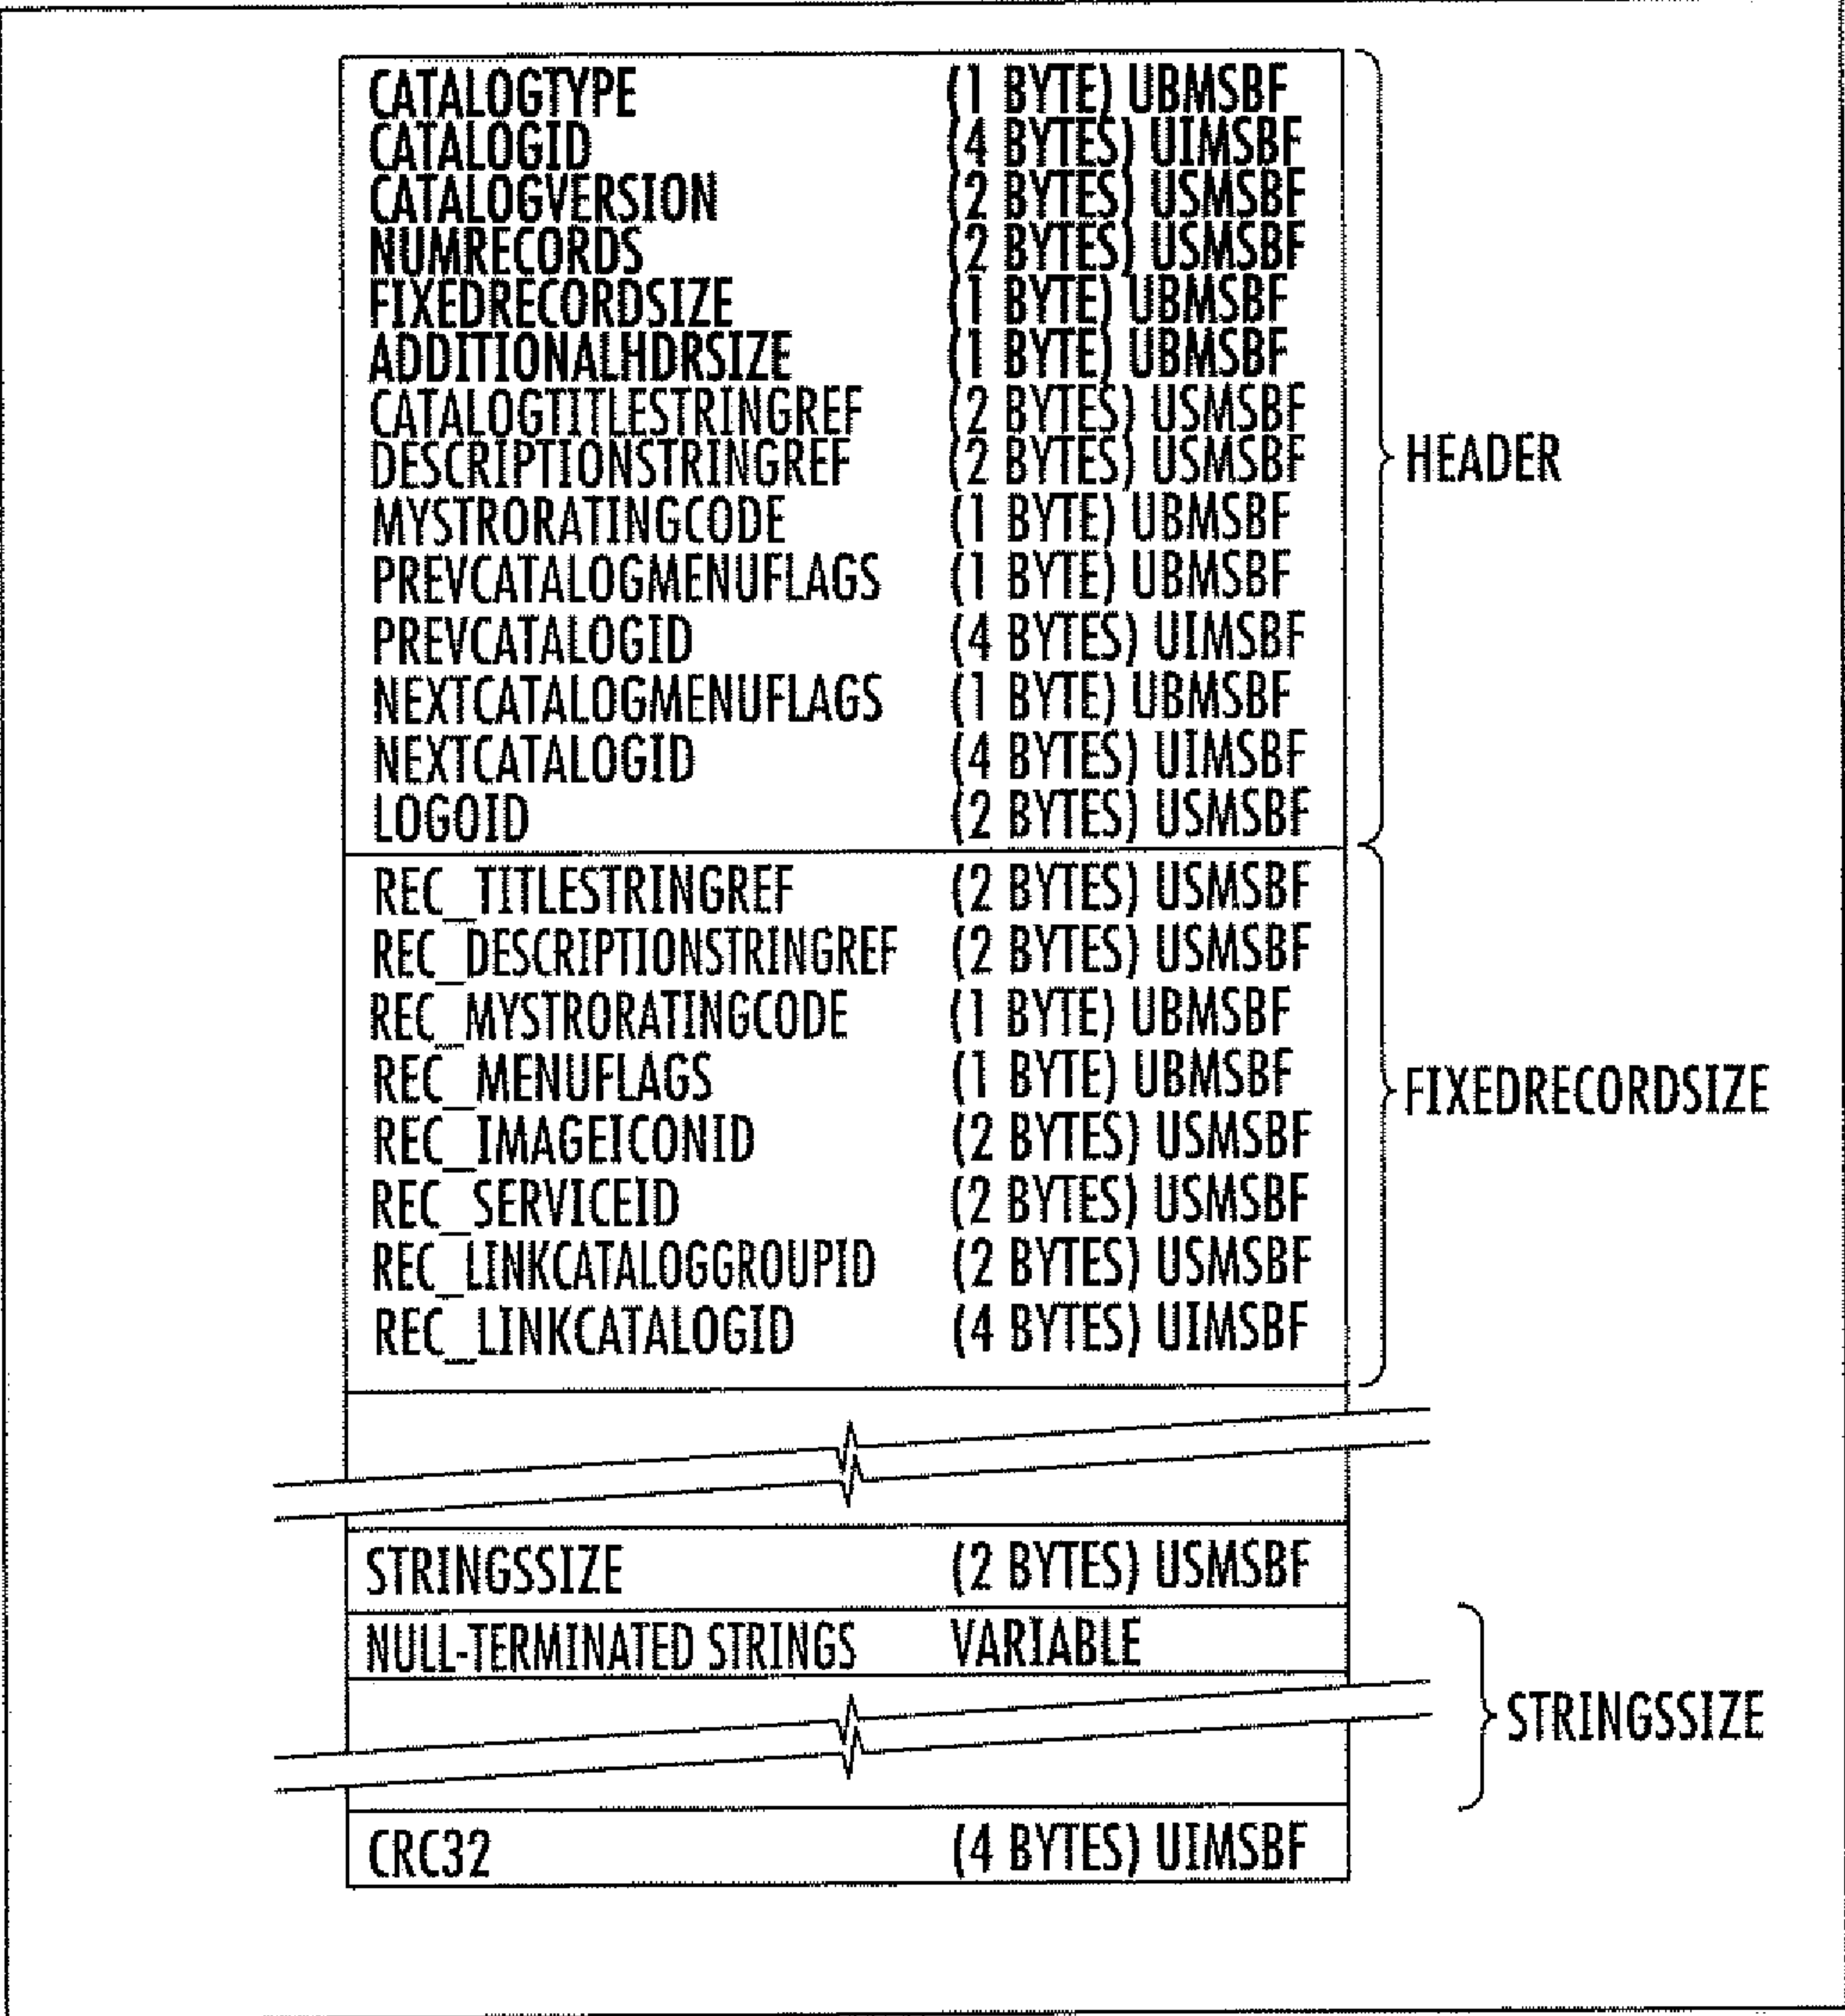 CATALOGTYPE (1 BYTE) UBMSBF
CATALOGID (4 BYTES) UIMSBF
CATALOGVERSION (2 BYTES) USMSBF
NUMRECORDS (2 BYTES) USMSBF
FIXEDRECORDSIZE (1 BYTE) UBMSBF
ADDITIONALHDRSIZE (1 BYTE) UBMSBF
CATALOGTITLESTRINGREF (2 BYTES) USMSBF
DESCRIPTIONSTRINGREF (2 BYTES) USMSBF
HEADER
MYSTRORATINGCODE (1 BYTE) UBMSBF
PREVCATALOGMENUFLAGS (1 BYTE) UBMSBF
PREVCATALOGID (4 BYTES) UIMSBF
NEXTCATALOGMENUFLAGS (1 BYTE) UBMSBF
NEXTCATALOGID (4 BYTES) UIMSBF
LOGOID (2 BYTES) USMSBF
REC_TITLESTRINGREF (2 BYTES) USMSBF
REC_DESCRIPTIONSTRINGREF (2 BYTES) USMSBF
REC_MYSTRORATINGCODE (1 BYTE) UBMSBF
REC_MENUFLAGS (1 BYTE) UBMSBF
FIXEDRECORDSIZE
REC_IMAGEICONID (2 BYTES) USMSBF
REC_SERVICEID (2 BYTES) USMSBF
REC_LINKCATALOGGROUPID (2 BYTES) USMSBF
REC_LINKCATALOGID (4 BYTES) UIMSBF
STRINGSSIZE (2 BYTES) USMSBF
NULL-TERMINATED STRINGS VARIABLE
STRINGSSIZE
CRC32 (4 BYTES) UIMSBF